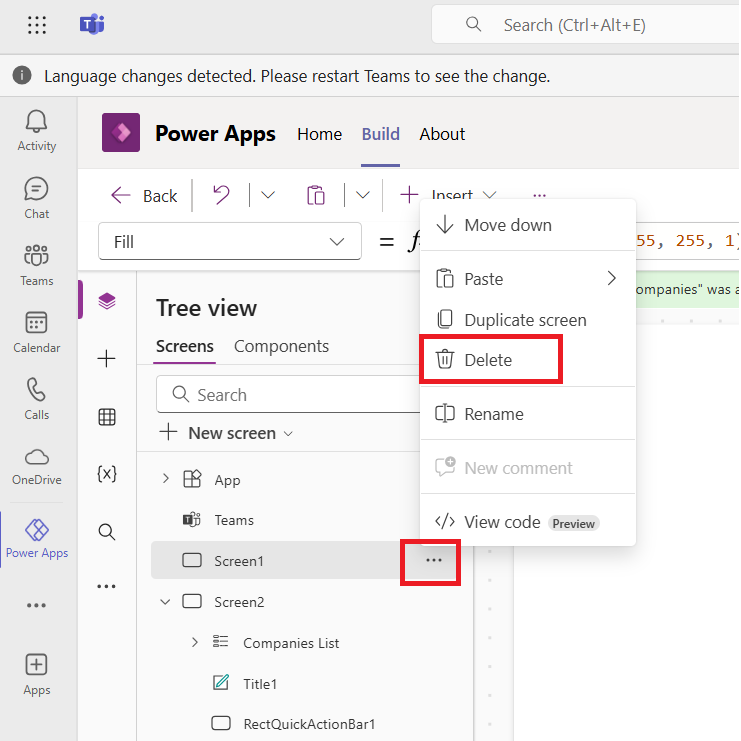 Search (Ctrl+Alt+E)
Language changes detected. Please restart Teams to see the change.
Activity
Chat
Teams
Calendar
Calls
OneDrive
Power Apps
Apps
Power Apps Home Build About
Back Insert
Fill = 55, 255, 1)
ompanies" was a
Tree view
Screens Components
Search
New screen
App
Teams
Screen1
Screen2
Companies List
Title1
RectQuickActionBar1
Move down
Paste
Duplicate screen
Delete
Rename
New comment
View code Preview